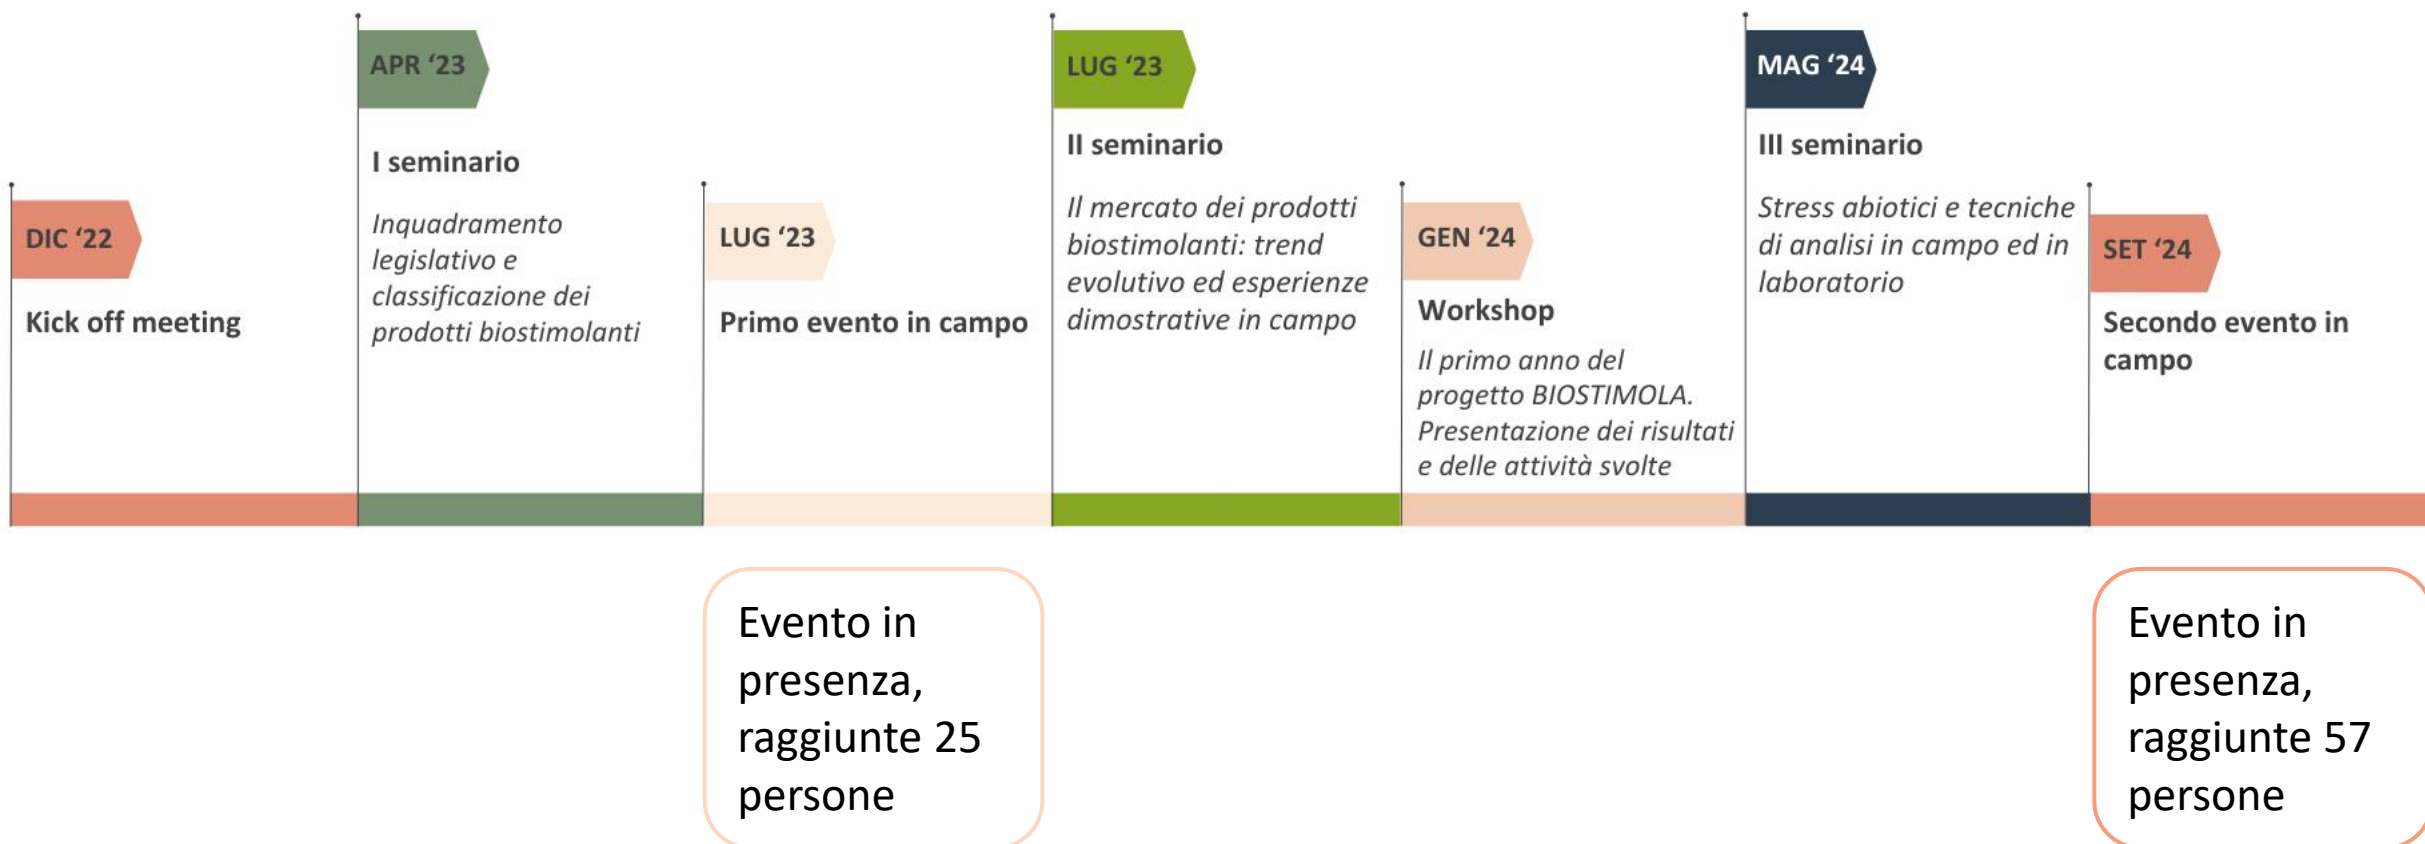 DIC ‘22
Kick off meeting
APR ‘23
I seminario
Inquadramento
legislativo e
classificazione dei
prodotti biostimolanti
LUG ‘23
Primo evento in campo
LUG ‘23
II seminario
Il mercato dei prodotti
biostimolanti: trend
evolutivo ed esperienze
dimostrative in campo
GEN ‘24
Workshop
Il primo anno del
progetto BIOSTIMOLA.
Presentazione dei risultati
e delle attività svolte
MAG ‘24
III seminario
Stress abiotici e tecniche
di analisi in campo ed in
laboratorio
SET ‘24
Secondo evento in
campo
Evento in
presenza,
raggiunte 25
persone
Evento in
presenza,
raggiunte 57
persone